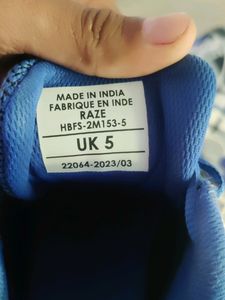 MADE IN INDIA
FABRIQUE EN INDE
RAZE
HBFS-2M153-5
UK 5
22064-2023/03